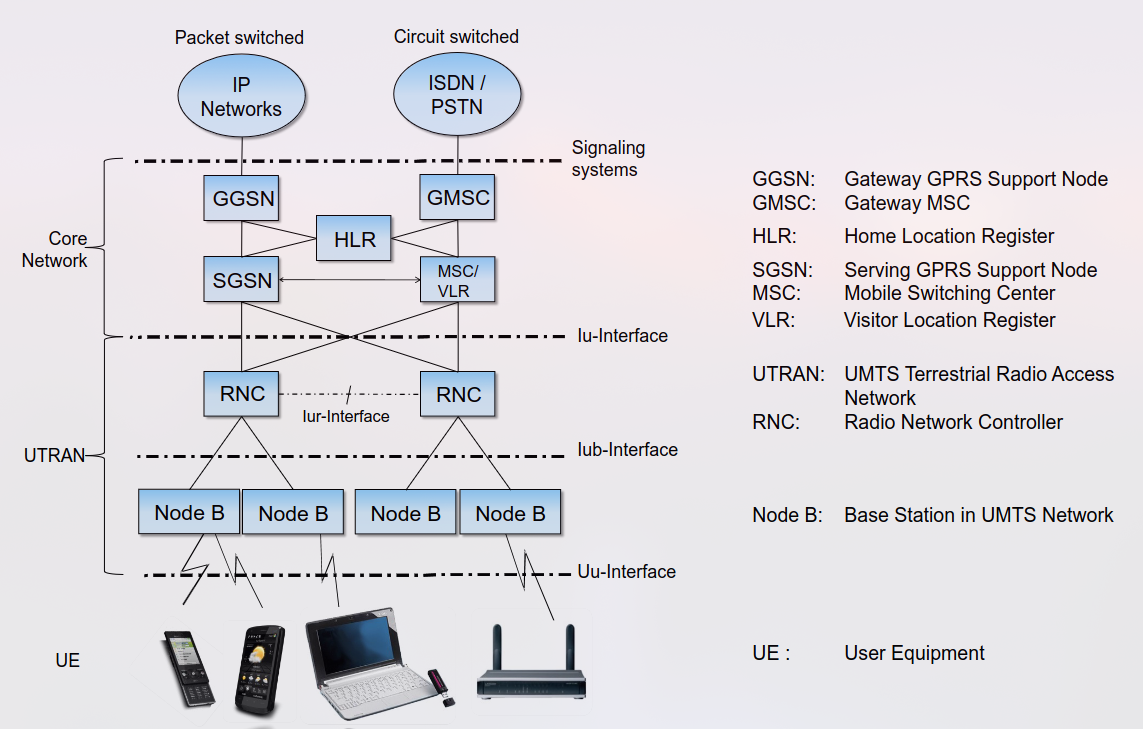 Packet switched
Circuit switched
IP
Networks
ISDN /
PSTN
Signaling
systems
GGSN
GMSC
HLR
Core
Network
SGSN
MSC/
VLR
Iu-Interface
RNC
RNC
Iur-Interface
UTRAN
Iub-Interface
Node B
Node B
Node B
Node B
Uu-Interface
UE
GGSN: Gateway GPRS Support Node
GMSC: Gateway MSC
HLR: Home Location Register
SGSN: Serving GPRS Support Node
MSC: Mobile Switching Center
VLR: Visitor Location Register
UTRAN: UMTS Terrestrial Radio Access
Network
RNC: Radio Network Controller
Node B: Base Station in UMTS Network
UE : User Equipment